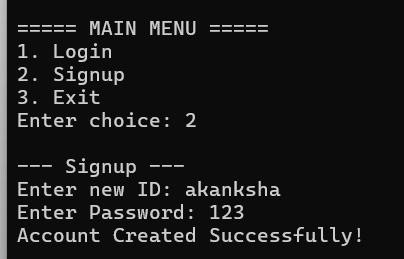 ===== MAIN MENU =====
1. Login
2. Signup
3. Exit
Enter choice: 2
--- Signup ---
Enter new ID: akanksha
Enter Password: 123
Account Created Successfully!